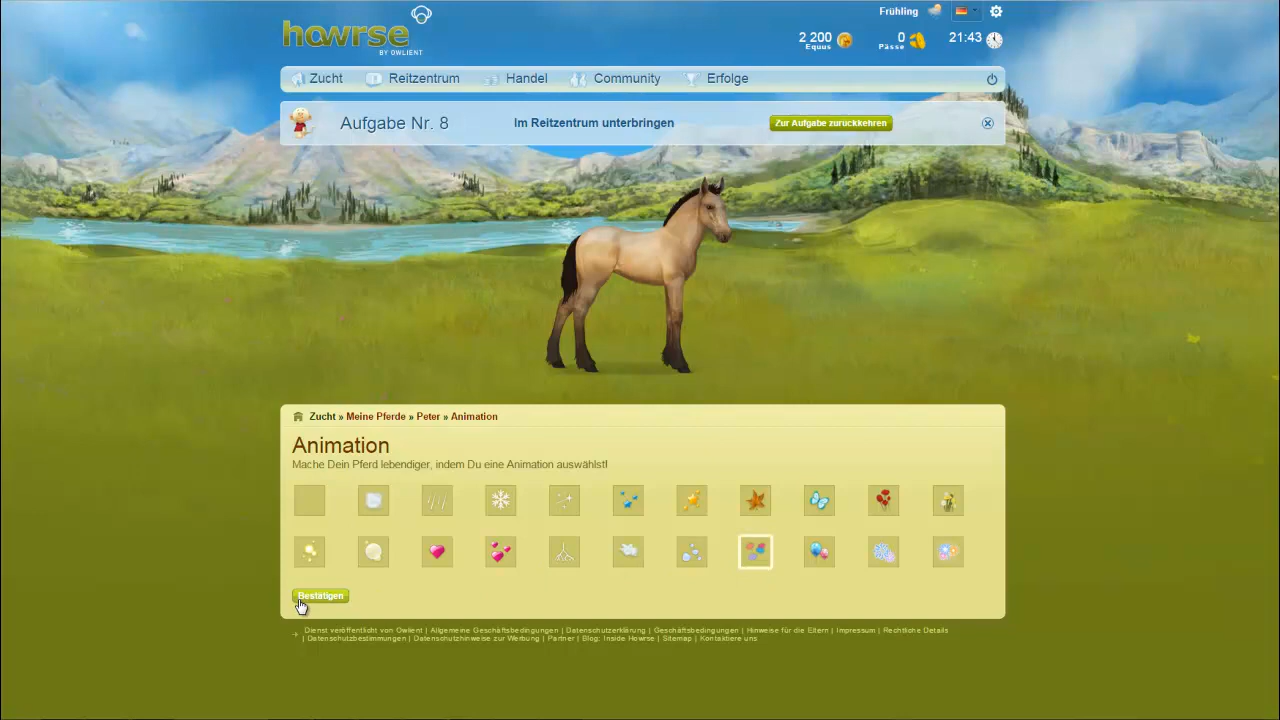 Frühling
howrse
BY OWLIENT
2 200
Equus
0
Pässe
21:43
Zucht Reitzentrum Handel Community Erfolge
Aufgabe Nr. 8
Im Reitzentrum unterbringen
Zur Aufgabe zurückkehren
Zucht » Meine Pferde » Peter » Animation
Animation
Mache Dein Pferd lebendiger, indem Du eine Animation auswählst!
Bestätigen
Dienst veröffentlicht von Owlient | Allgemeine Geschäftsbedingungen | Datenschutzerklärung | Geschäftsbedingungen | Hinweise für die Eltern | Impressum | Rechtliche Details
| Datenschutzbestimmungen | Datenschutzhinweise zur Werbung | Partner | Blog: Inside Howrse | Sitemap | Kontaktiere uns